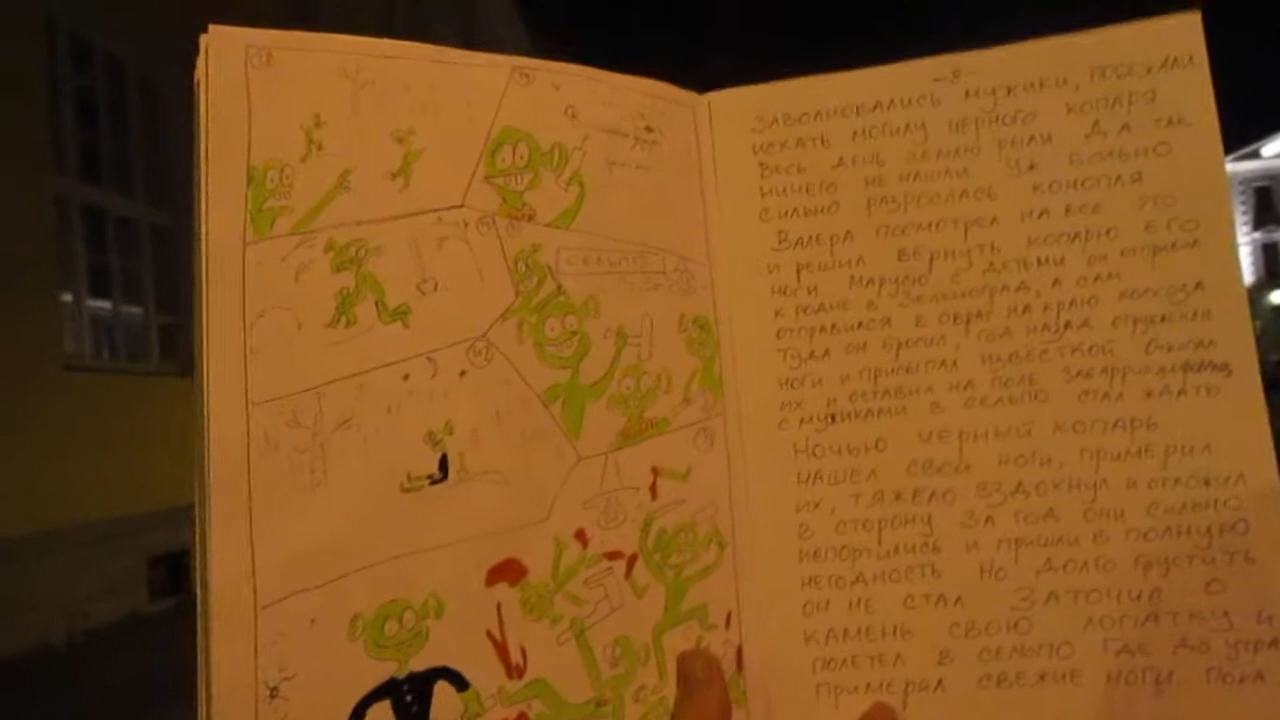 38
39
СЕЛЬПО
42
-8-
ЗАВОЛНОВАЛИСЬ МУЖИКИ, ПОБЕЖАЛИ
ИСКАТЬ МОГИЛУ ЧЕРНОГО КОПАРЯ
ВЕСЬ ДЕНЬ ЗЕМЛЮ РЫЛИ ДА ТАК
НИЧЕГО НЕ НАШЛИ УЖ БОЛЬНО
СИЛЬНО РАЗРОСЛАСЬ КОНОПЛЯ
ВАЛЕРА ПОСМОТРЕЛ НА ВСЕ ЭТО
И РЕШИЛ ВЕРНУТЬ КОПАРЮ ЕГО
НОГИ МАРУСЮ С ДЕТЬМИ ОН ОТПРАВИЛ
К РОДНЕ В ЗЕЛЬНОГРАД, А САМ
ОТПРАВИЛСЯ В ОВРАГ НА КРАЮ КОЛХОЗА
ТУДА ОН БРОСИЛ, ГОД НАЗАД ОТРУБЛЕННЫЕ
НОГИ И ПРИСЫПАЛ ИЗВЕСТКОЙ ОТКОПАЛ
ИХ И ОСТАВИЛ НА ПОЛЕ
С МУЖИКАМИ В СЕЛЬПО СТАЛ ЖДАТЬ
НОЧЬЮ ЧЕРНЫЙ КОПАРЬ
НАШЕЛ СВОИ НОГИ, ПРИМЕРИЛ
ИХ, ТЯЖЕЛО ВЗДОХНУЛ И ОТЛОЖИЛ
В СТОРОНУ ЗА ГОД ОНИ СИЛЬНО
ИСПОРТИЛИСЬ И ПРИШЛИ В ПОЛНУЮ
НЕГОДНОСТЬ НО ДОЛГО ГРУСТИТЬ
ОН НЕ СТАЛ ЗАТОЧИЛ О
КАМЕНЬ СВОЮ ЛОПАТКУ И
ПОЛЕТЕЛ В СЕЛЬПО ГДЕ ДО УТРА
ПРИМЕРЯЛ СВЕЖИЕ НОГИ. ПОКА